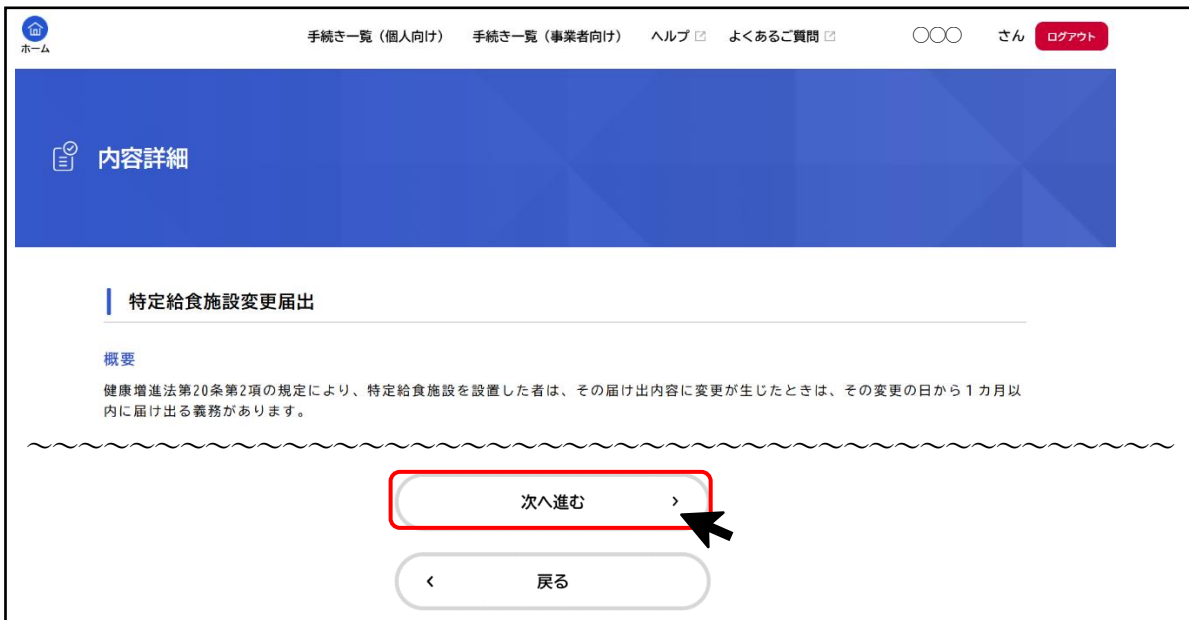 ホーム
手続き一覧（個人向け） 手続き一覧（事業者向け） ヘルプ よくあるご質問 〇〇〇 さん ログアウト
内容詳細
特定給食施設変更届出
概要
健康増進法第20条第2項の規定により、特定給食施設を設置した者は、その届け出内容に変更が生じたときは、その変更の日から１カ月以
内に届け出る義務があります。
次へ進む
戻る